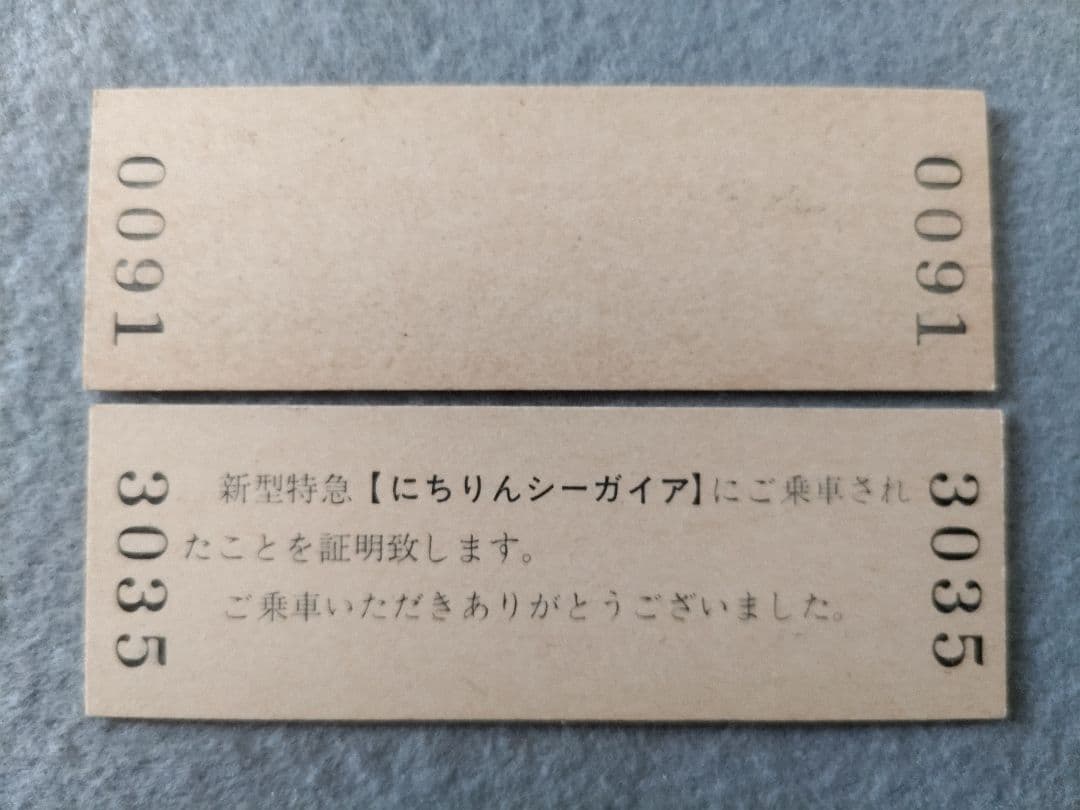 0091
0091
3035
新型特急【にちりんシーガイア】にご乗車され
たことを証明致します。
ご乗車いただきありがとうございました。
3035